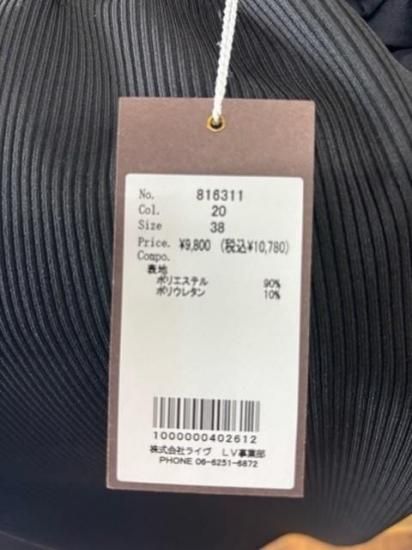 No. 816311
Col. 20
Size 38
Price. ¥9,800 (税込¥10,780)
Compo.
表地
ポリエステル 90%
ポリウレタン 10%
1000000402612
株式会社ライヴ LV事業部
PHONE 06-6251-6872